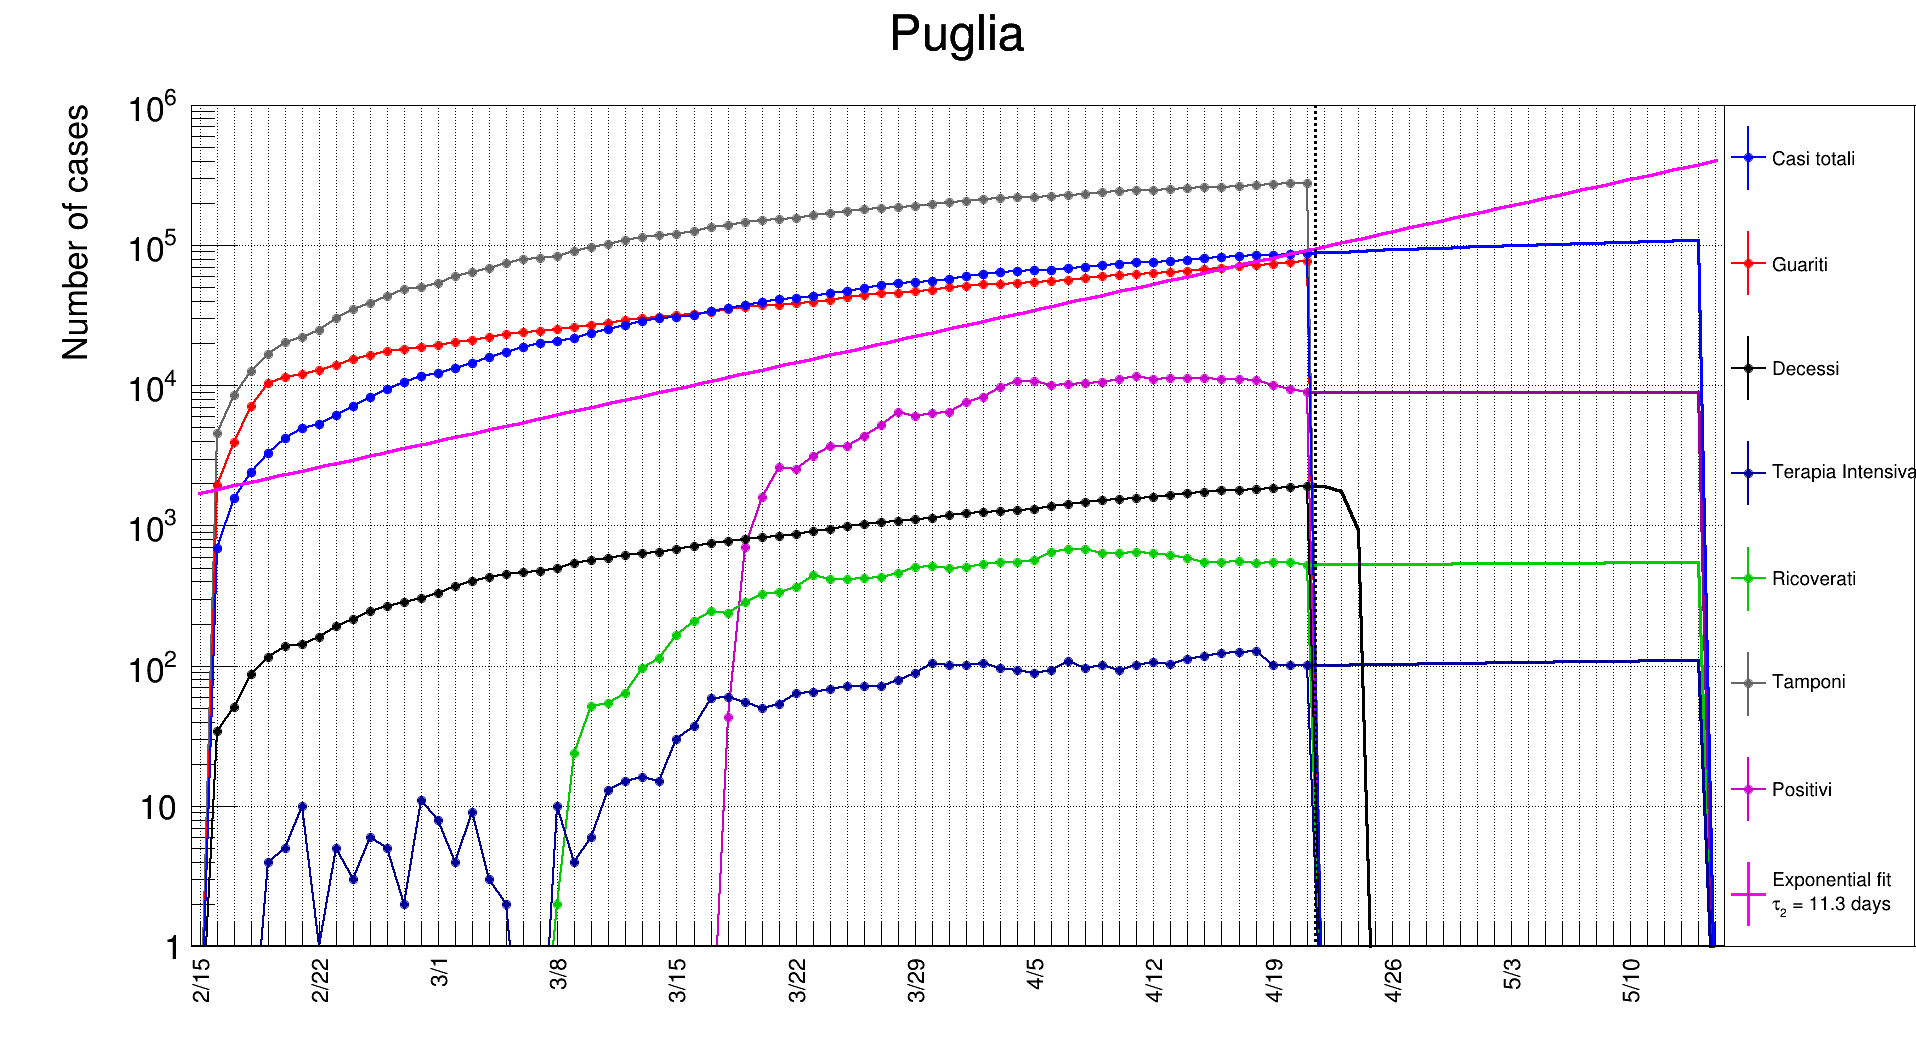 Puglia
Number of cases
10^6
10^5
10^4
10^3
10^2
10
1
2/15
2/22
3/1
3/8
3/15
3/22
3/29
4/5
4/12
4/19
4/26
5/3
5/10
Casi totali
Guariti
Decessi
Terapia Intensiva
Ricoverati
Tamponi
Positivi
Exponential fit
τ₂ = 11.3 days